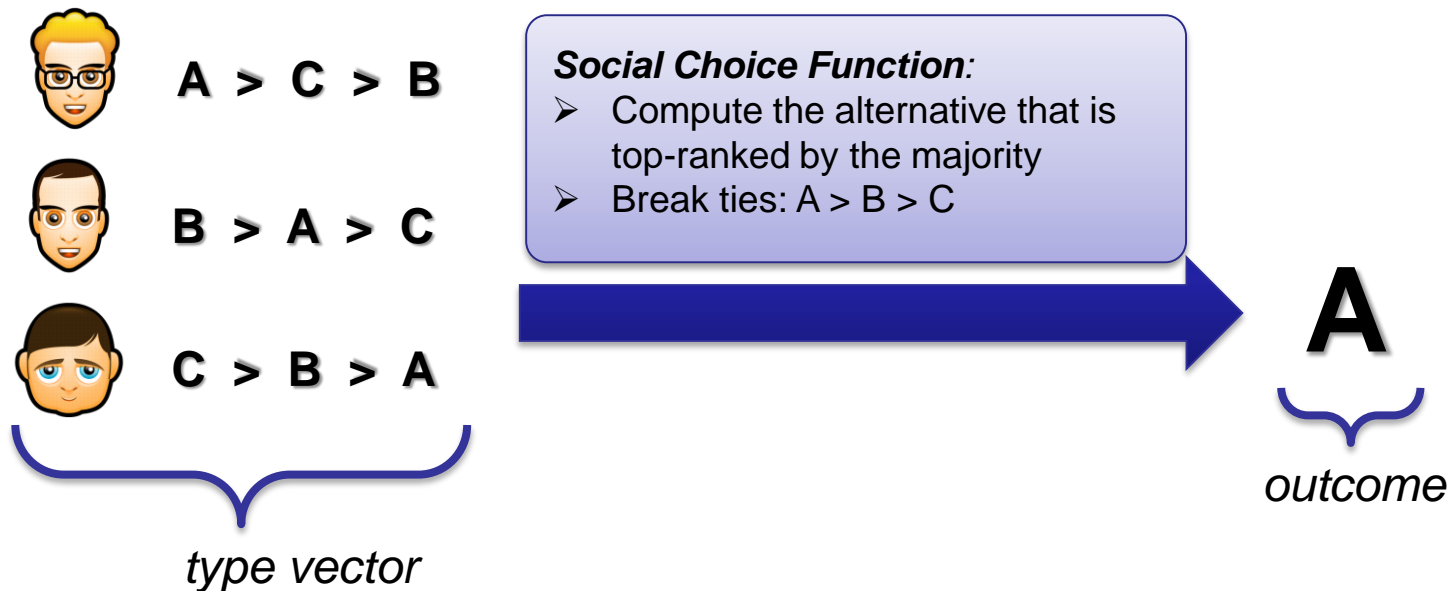 A > C > B
B > A > C
C > B > A
type vector
Social Choice Function:
➢ Compute the alternative that is
top-ranked by the majority
➢ Break ties: A > B > C
A
outcome